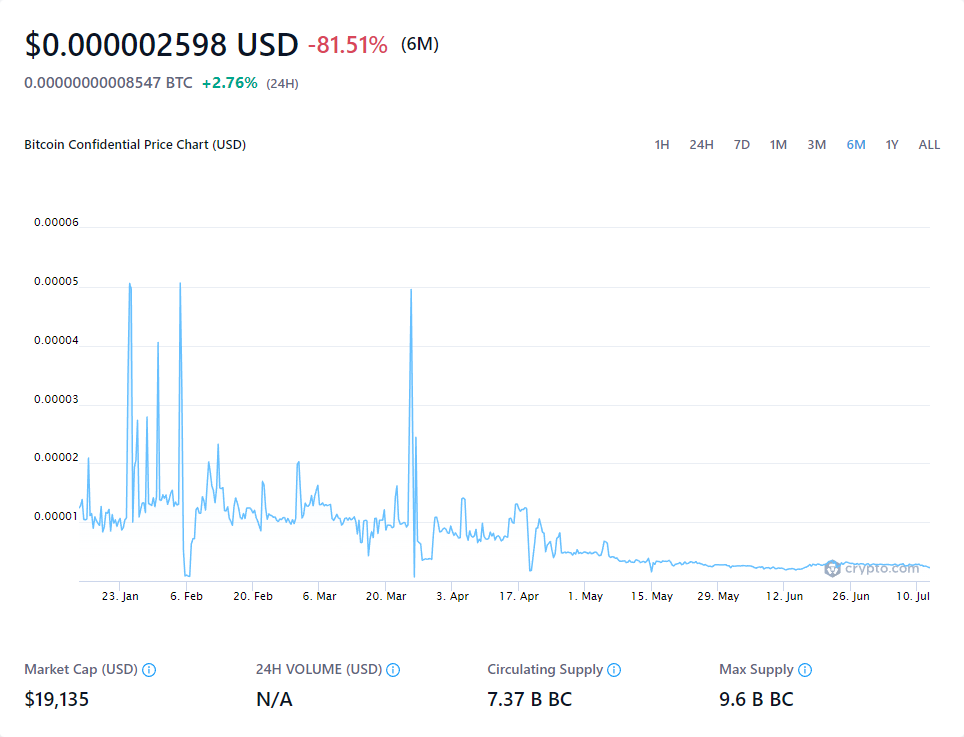 $0.000002598 USD -81.51% (6M)
0.00000000008547 BTC +2.76% (24H)
Bitcoin Confidential Price Chart (USD) 1H 24H 7D 1M 3M 6M 1Y ALL
0.00006
0.00005
0.00004
0.00003
0.00002
0.00001
crypto.com
23. Jan 6. Feb 20. Feb 6. Mar 20. Mar 3. Apr 17. Apr 1. May 15. May 29. May 12. Jun 26. Jun 10. Jul
Market Cap (USD) 24H VOLUME (USD) Circulating Supply Max Supply
$19,135 N/A 7.37 B BC 9.6 B BC